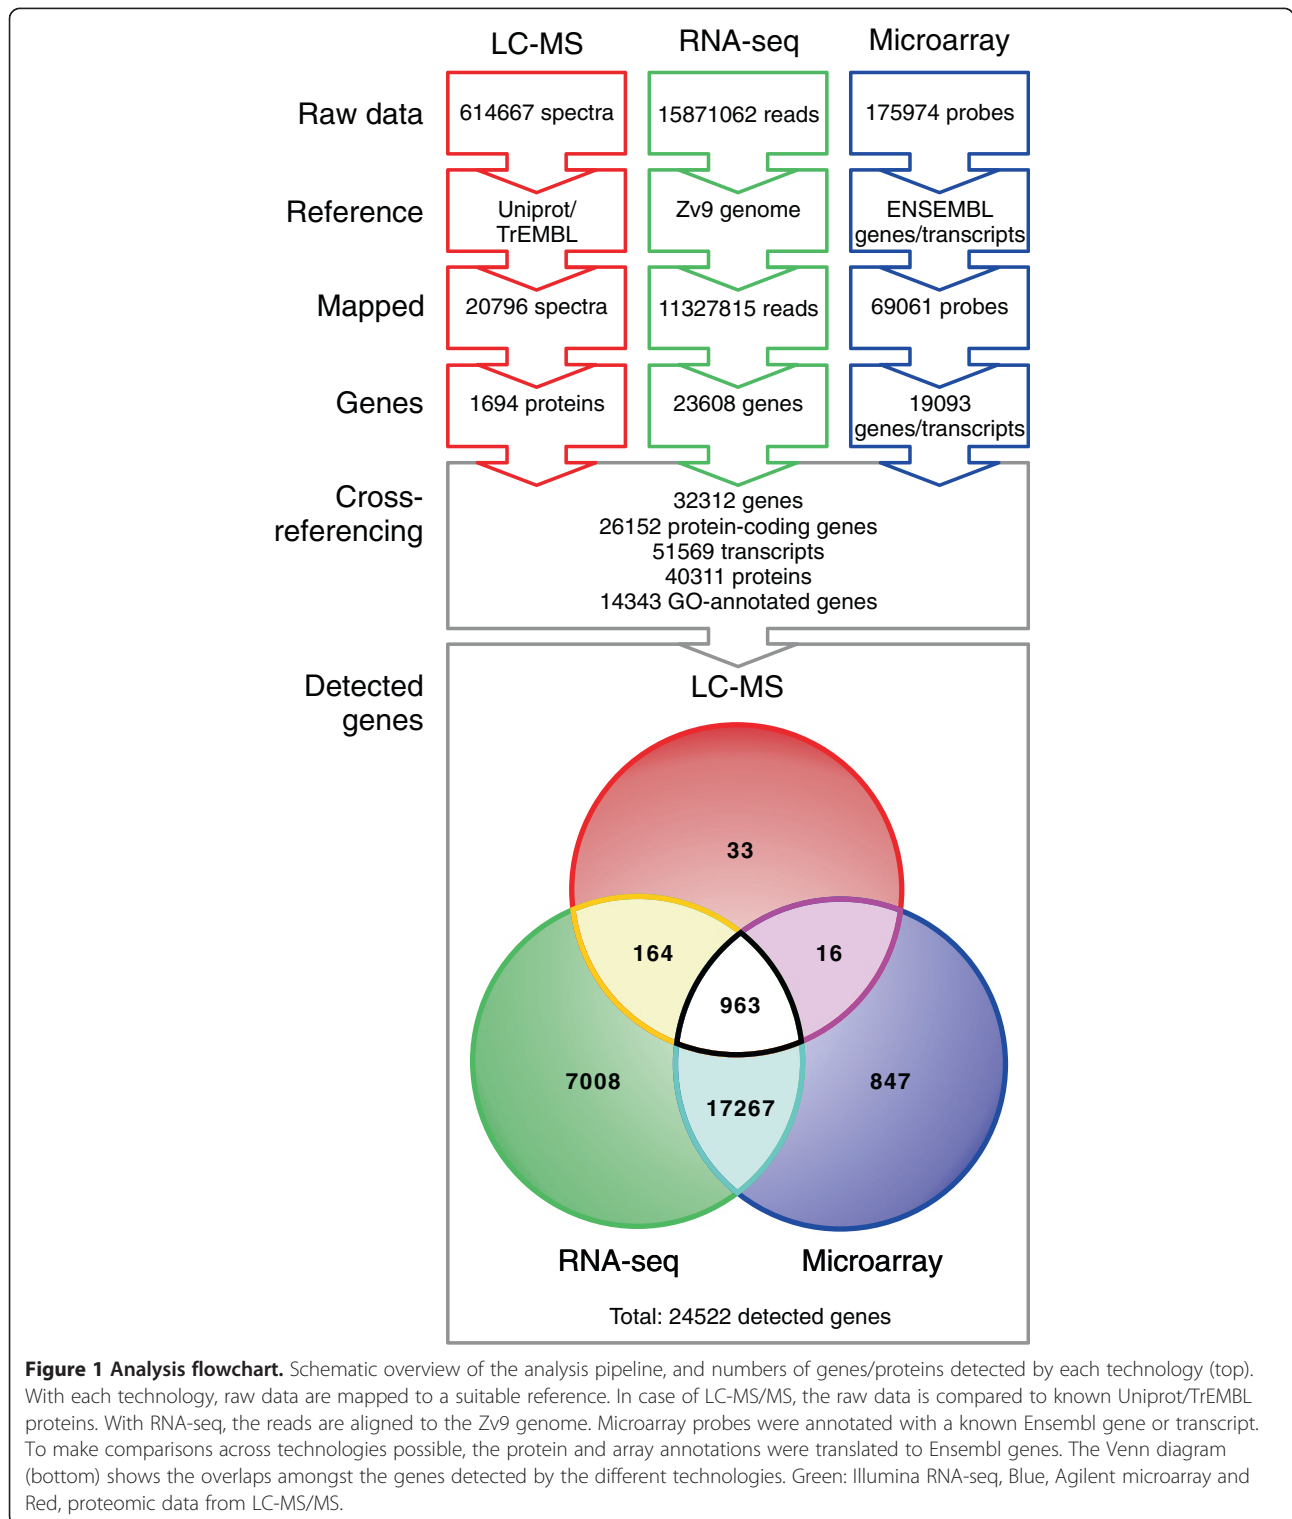 LC-MS RNA-seq Microarray
Raw data 614667 spectra 15871062 reads 175974 probes
Reference Uniprot/ Zv9 genome ENSEMBL
TrEMBL genes/transcripts
Mapped 20796 spectra 11327815 reads 69061 probes
Genes 1694 proteins 23608 genes 19093
genes/transcripts
Cross-
referencing
32312 genes
26152 protein-coding genes
51569 transcripts
40311 proteins
14343 GO-annotated genes
Detected
genes
LC-MS
33
164 16
963
7008 847
17267
RNA-seq Microarray
Total: 24522 detected genes
Figure 1 Analysis flowchart. Schematic overview of the analysis pipeline, and numbers of genes/proteins detected by each technology (top).
With each technology, raw data are mapped to a suitable reference. In case of LC-MS/MS, the raw data is compared to known Uniprot/TrEMBL
proteins. With RNA-seq, the reads are aligned to the Zv9 genome. Microarray probes were annotated with a known Ensembl gene or transcript.
To make comparisons across technologies possible, the protein and array annotations were translated to Ensembl genes. The Venn diagram
(bottom) shows the overlaps amongst the genes detected by the different technologies. Green: Illumina RNA-seq, Blue, Agilent microarray and
Red, proteomic data from LC-MS/MS.